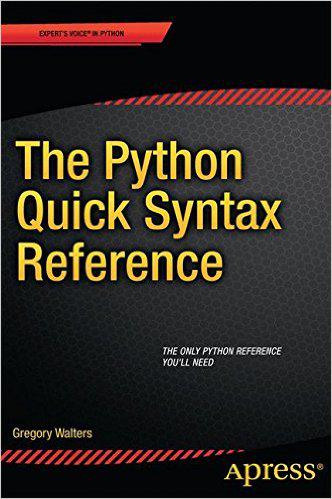 EXPERT'S VOICE® IN PYTHON
The Python
Quick Syntax
Reference
THE ONLY PYTHON REFERENCE
YOU'LL NEED
Gregory Walters
Apress®